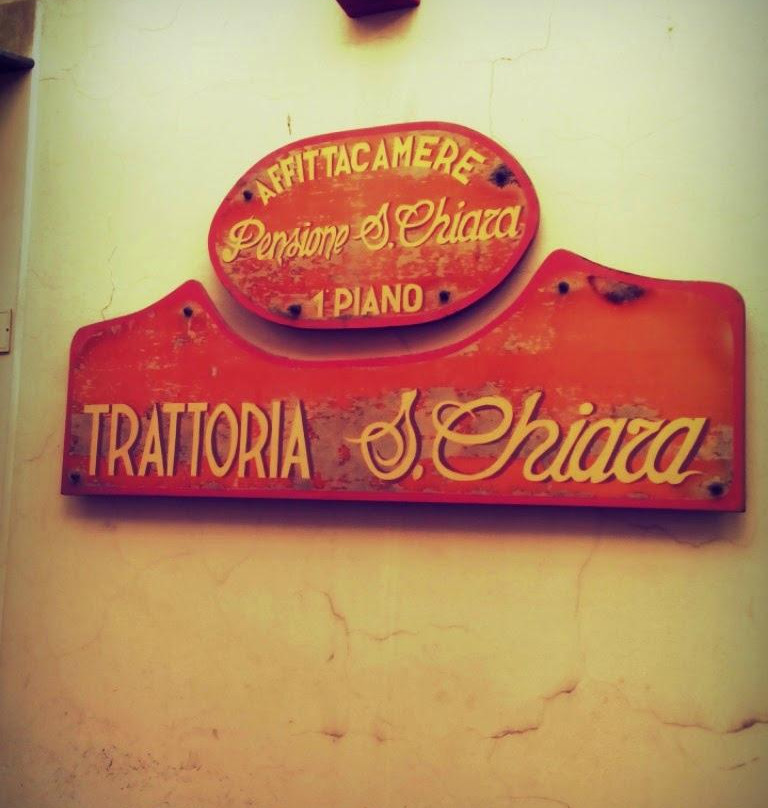 AFFITTACAMERE
Pensione S. Chiara
1 PIANO
TRATTORIA S. Chiara